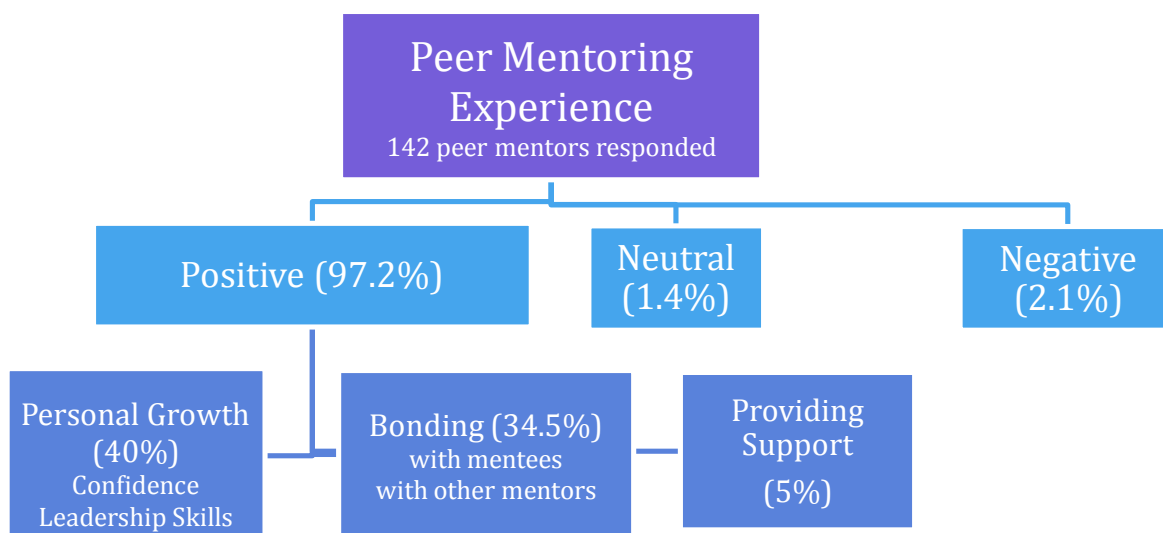 Peer Mentoring
Experience
142 peer mentors responded
Positive (97.2%)
Neutral
(1.4%)
Negative
(2.1%)
Personal Growth
(40%)
Confidence
Leadership Skills
Bonding (34.5%)
with mentees
with other mentors
Providing
Support
(5%)